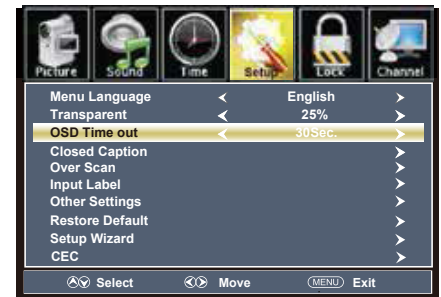 Picture Sound Time Setup Lock Channel
Menu Language English
Transparent 25%
OSD Time out 30Sec.
Closed Caption
Over Scan
Input Label
Other Settings
Restore Default
Setup Wizard
CEC
Select Move MENU Exit